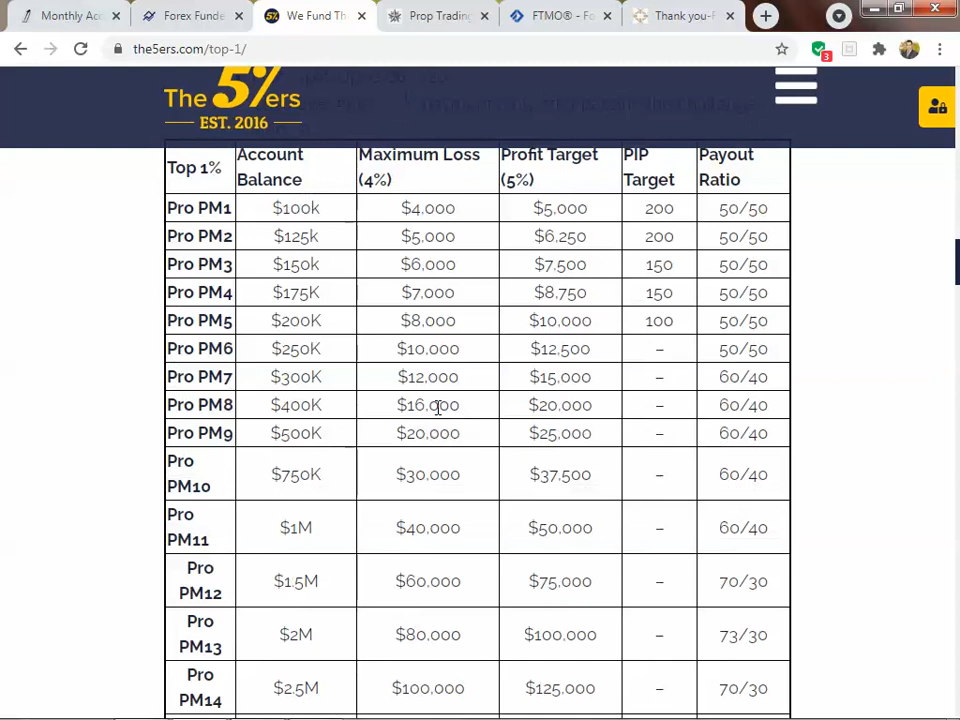 Monthly Acc
Forex Funde
We Fund Th
Prop Trading
FTMO® - Fo
Thank you-F
the5ers.com/top-1/
3
The 5%ers
EST. 2016
Top 1% Account Balance Maximum Loss (4%) Profit Target (5%) PIP Target Payout Ratio
Pro PM1 $100k $4,000 $5,000 200 50/50
Pro PM2 $125k $5,000 $6,250 200 50/50
Pro PM3 $150k $6,000 $7,500 150 50/50
Pro PM4 $175K $7,000 $8,750 150 50/50
Pro PM5 $200K $8,000 $10,000 100 50/50
Pro PM6 $250K $10,000 $12,500 – 50/50
Pro PM7 $300K $12,000 $15,000 – 60/40
Pro PM8 $400K $16,000 $20,000 – 60/40
Pro PM9 $500K $20,000 $25,000 – 60/40
Pro PM10 $750K $30,000 $37,500 – 60/40
Pro PM11 $1M $40,000 $50,000 – 60/40
Pro PM12 $1.5M $60,000 $75,000 – 70/30
Pro PM13 $2M $80,000 $100,000 – 73/30
Pro PM14 $2.5M $100,000 $125,000 – 70/30